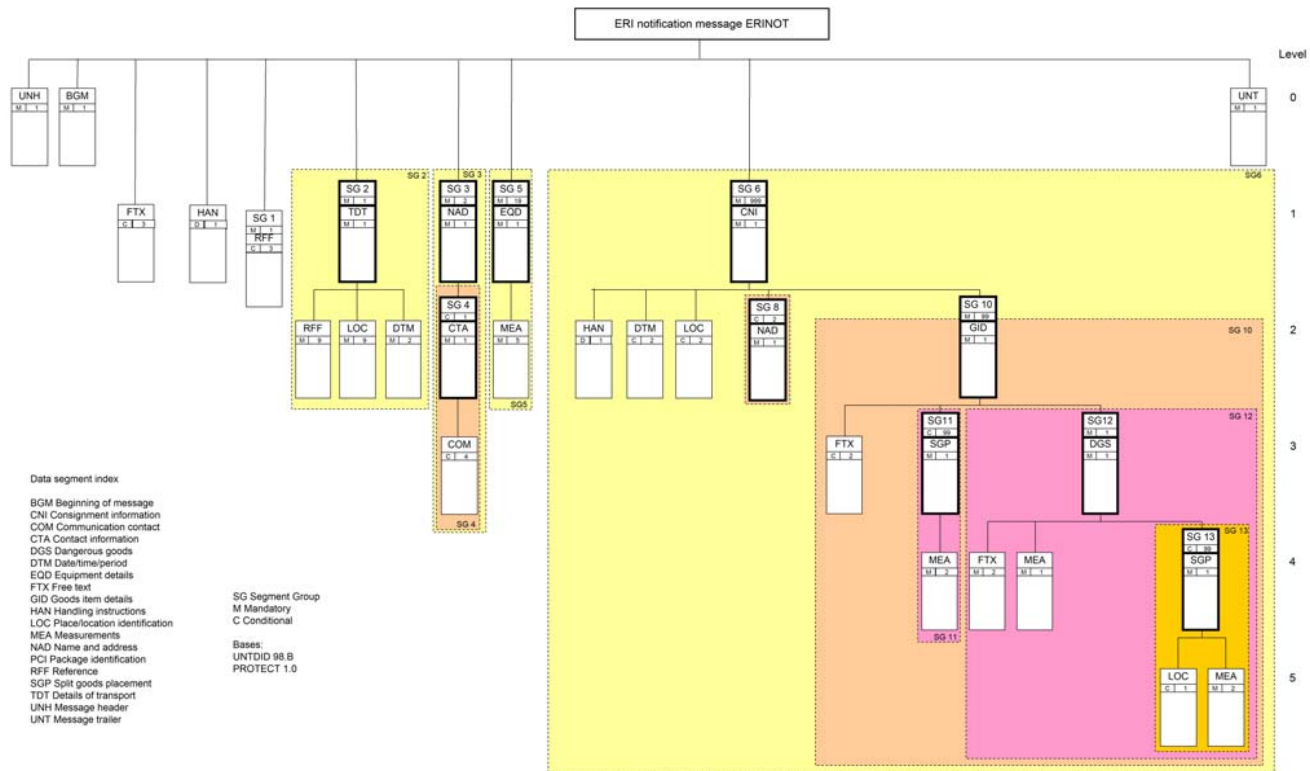 ERI notification message ERINOT
Level
UNH
M 1
BGM
M 1
UNT
M 1
0
SG 2
SG 3
SG6
FTX
C 3
HAN
D 1
SG 1
M 1
RFF
C 3
SG 2
M 1
TDT
M 1
SG 3
M 2
NAD
M 1
SG 5
M 19
EQD
M 1
SG 6
M 999
CNI
M 1
1
RFF
M 9
LOC
M 9
DTM
M 2
SG 4
C 1
CTA
M 1
MEA
M 5
SG5
HAN
D 1
DTM
C 2
LOC
C 2
SG 8
C 2
NAD
M 1
SG 10
M 99
GID
M 1
SG 10
2
COM
C 4
SG 4
FTX
C 2
SG11
C 99
SGP
M 1
SG12
M 1
DGS
M 1
SG 12
3
MEA
M 2
SG 11
FTX
M 2
MEA
M 1
SG 13
C 99
SGP
M 1
SG 13
4
LOC
C 1
MEA
M 2
5
Data segment index
BGM Beginning of message
CNI Consignment information
COM Communication contact
CTA Contact information
DGS Dangerous goods
DTM Date/time/period
EQD Equipment details
FTX Free text
GID Goods item details
HAN Handling instructions
LOC Place/location identification
MEA Measurements
NAD Name and address
PCI Package identification
RFF Reference
SGP Split goods placement
TDT Details of transport
UNH Message header
UNT Message trailer
SG Segment Group
M Mandatory
C Conditional
Bases:
UNTDID 98.B
PROTECT 1.0